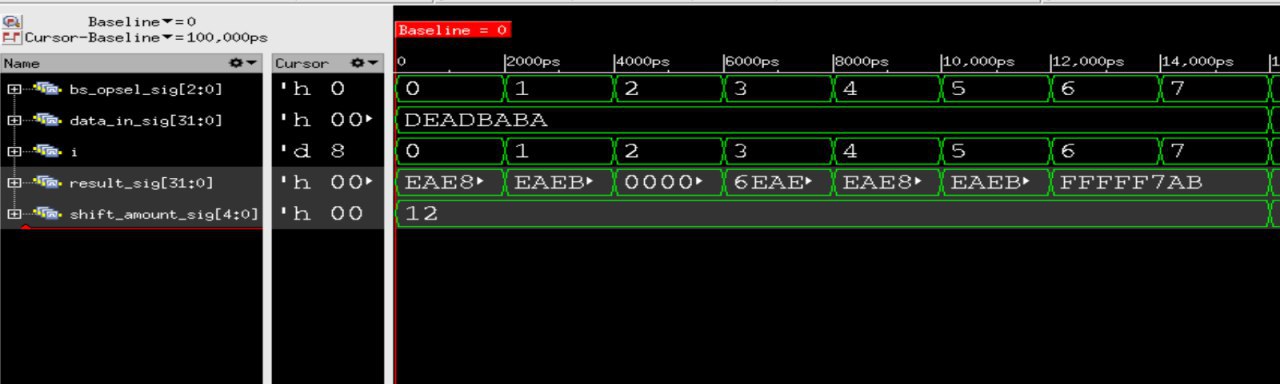 Baseline▼=0
Cursor-Baseline▼=100,000ps
Baseline = 0
Name Cursor 0 2000ps 4000ps 6000ps 8000ps 10,000ps 12,000ps 14,000ps 1
bs_opsel_sig[2:0] 'h 0 0 1 2 3 4 5 6 7
data_in_sig[31:0] 'h 00▸ DEADBABA
i 'd 8 0 1 2 3 4 5 6 7
result_sig[31:0] 'h 00▸ EAE8▸ EAEB▸ 0000▸ 6EAE▸ EAE8▸ EAEB▸ FFFFF7AB
shift_amount_sig[4:0] 'h 00 12